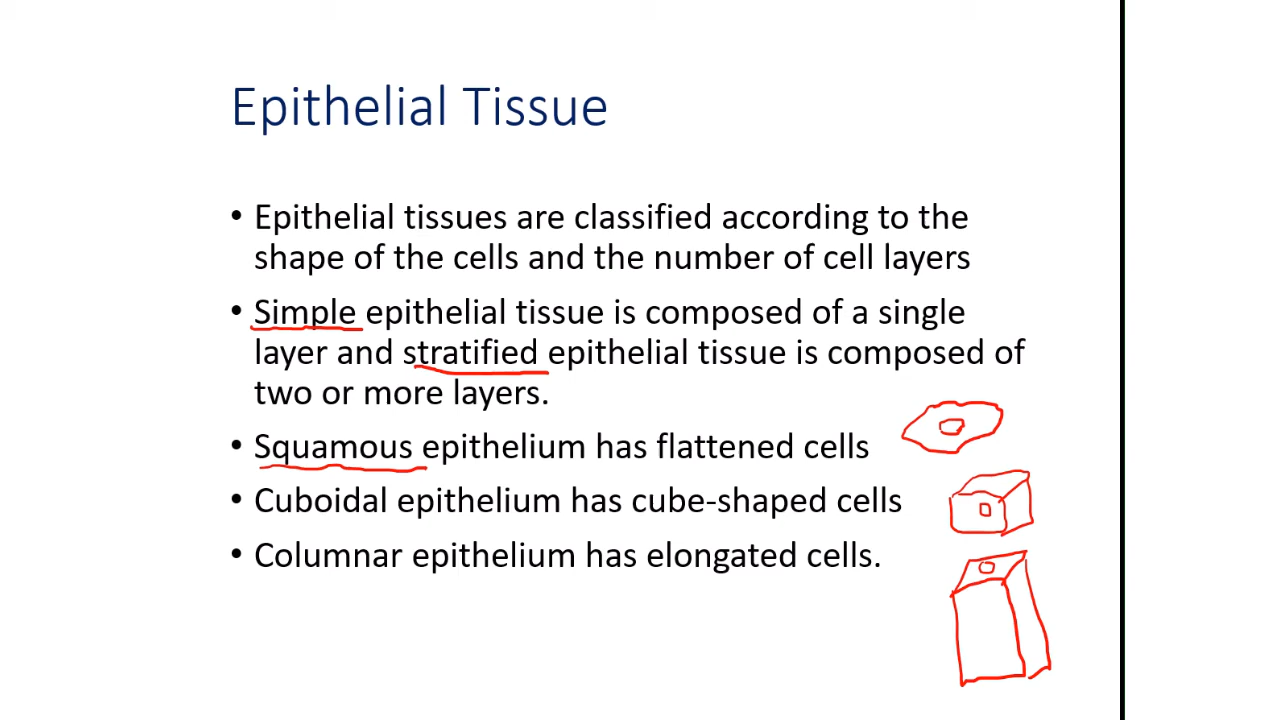 Epithelial Tissue
• Epithelial tissues are classified according to the
shape of the cells and the number of cell layers
• Simple epithelial tissue is composed of a single
layer and stratified epithelial tissue is composed of
two or more layers.
• Squamous epithelium has flattened cells
• Cuboidal epithelium has cube-shaped cells
• Columnar epithelium has elongated cells.